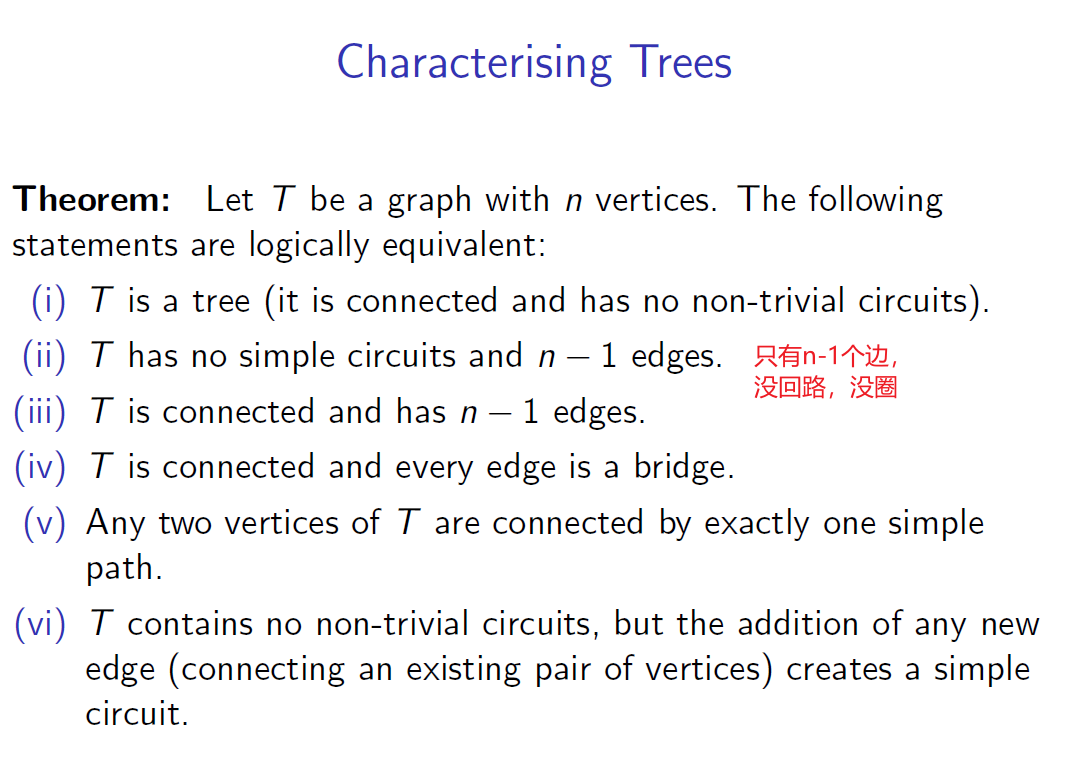 Characterising Trees
Theorem: Let T be a graph with n vertices. The following
statements are logically equivalent:
(i) T is a tree (it is connected and has no non-trivial circuits).
(ii) T has no simple circuits and n − 1 edges.
只有n-1个边，
没回路，没圈
(iii) T is connected and has n − 1 edges.
(iv) T is connected and every edge is a bridge.
(v) Any two vertices of T are connected by exactly one simple
path.
(vi) T contains no non-trivial circuits, but the addition of any new
edge (connecting an existing pair of vertices) creates a simple
circuit.